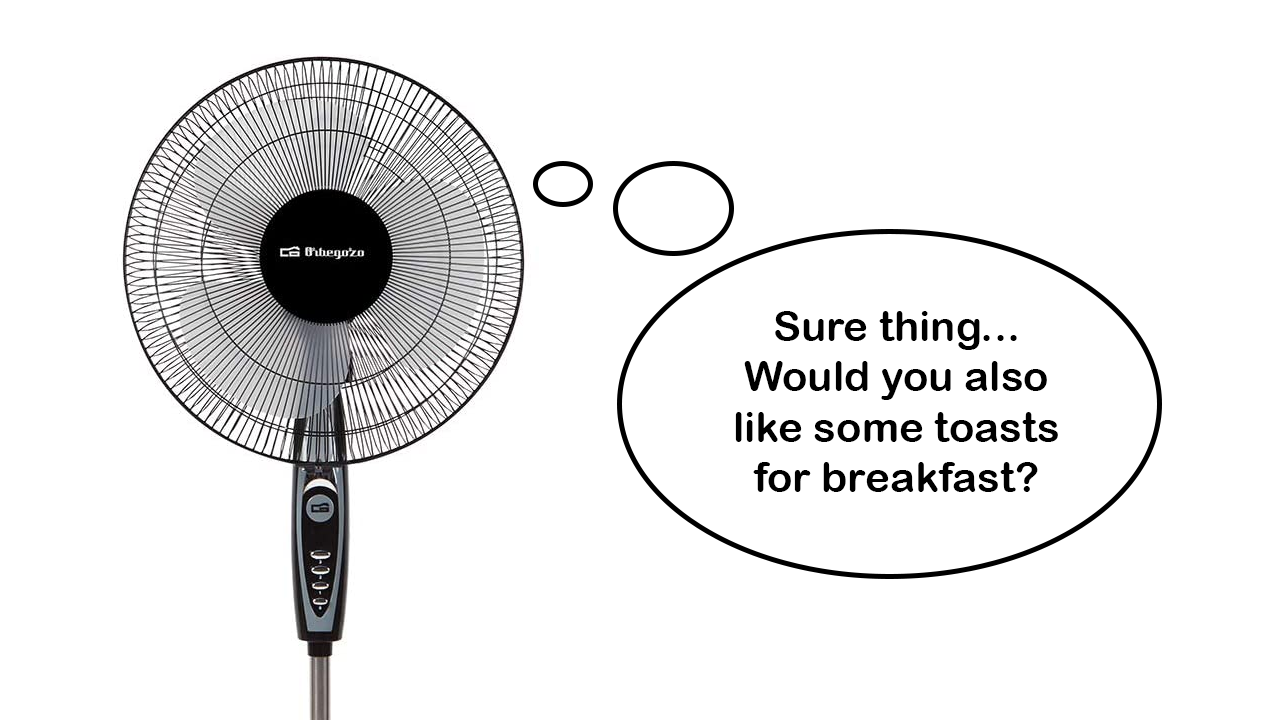 Orbegozo
Sure thing...
Would you also
like some toasts
for breakfast?